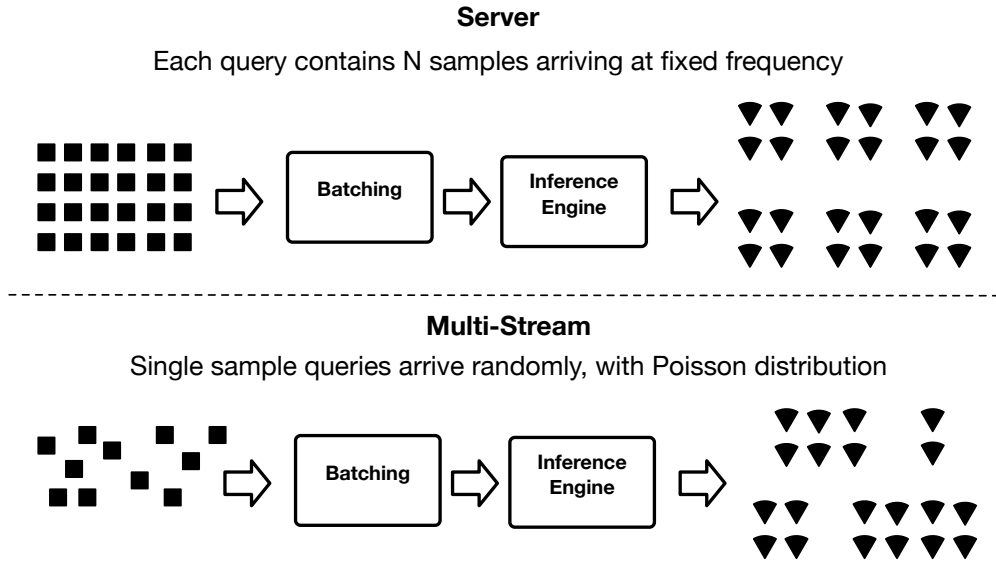 Server
Each query contains N samples arriving at fixed frequency
Batching
Inference
Engine
Multi-Stream
Single sample queries arrive randomly, with Poisson distribution
Batching
Inference
Engine